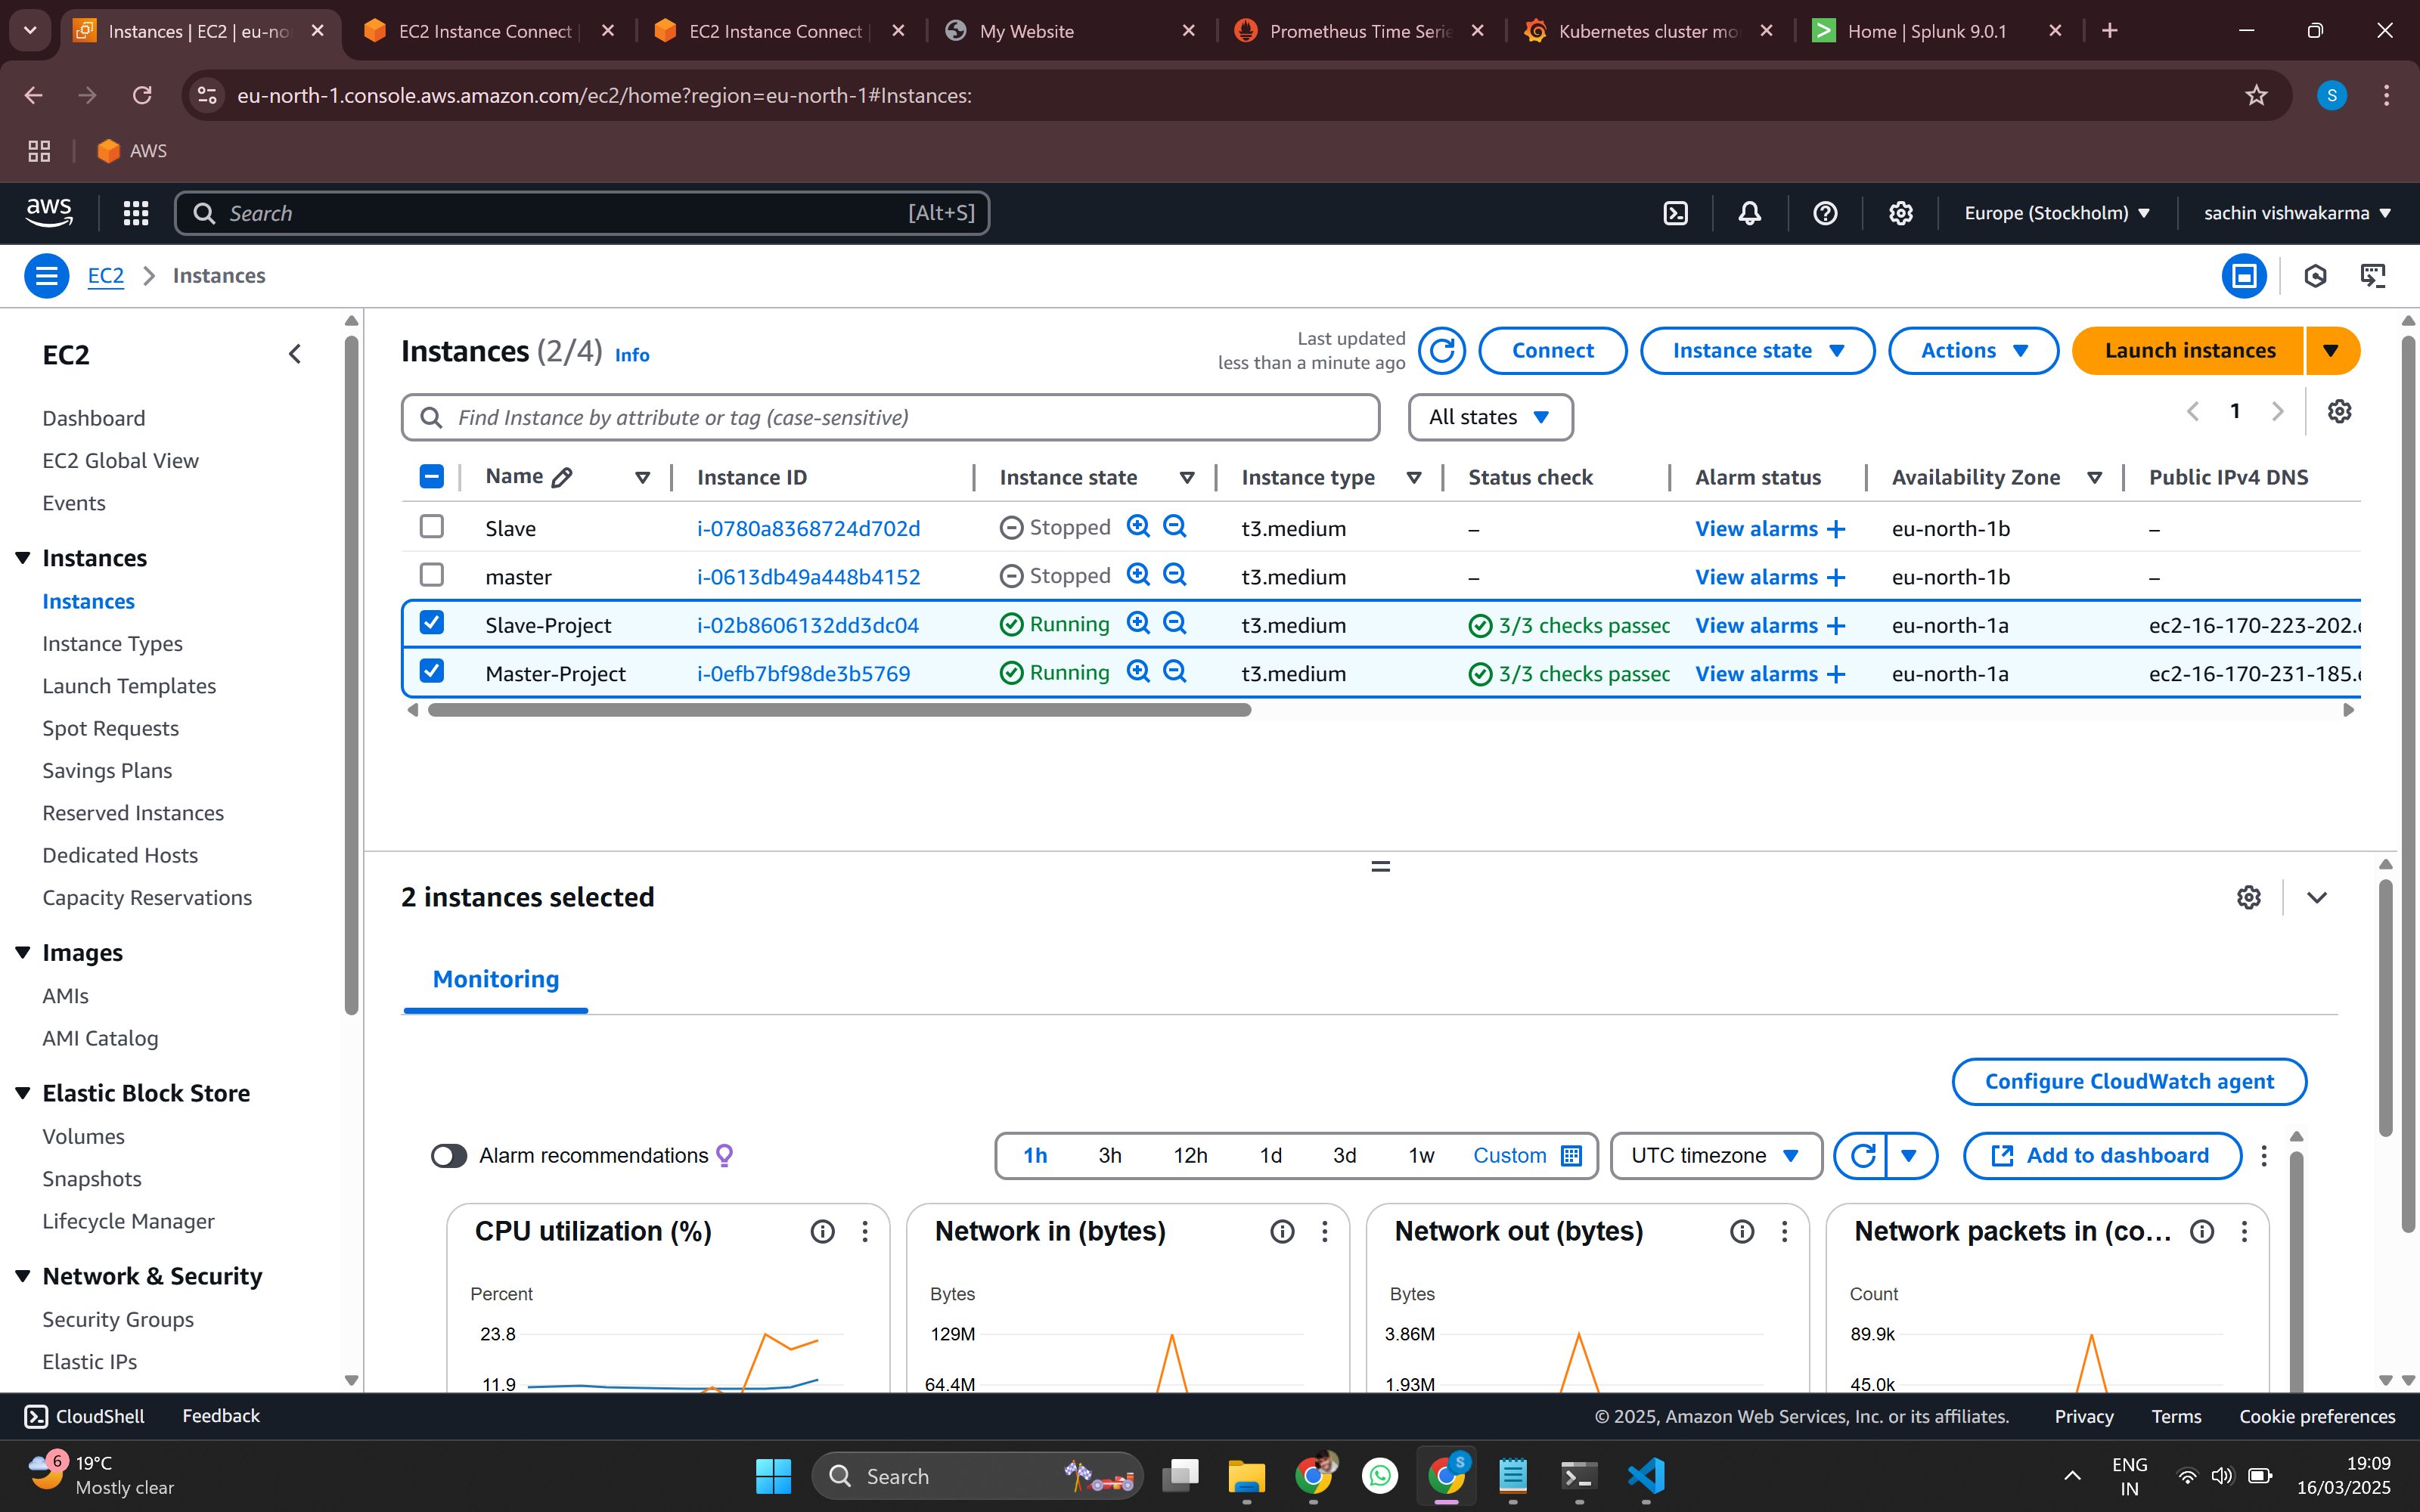 Instances | EC2 | eu-no
EC2 Instance Connect
EC2 Instance Connect
My Website
Prometheus Time Serie
Kubernetes cluster mo
Home | Splunk 9.0.1
eu-north-1.console.aws.amazon.com/ec2/home?region=eu-north-1#Instances:
S
AWS
aws
Search
[Alt+S]
Europe (Stockholm)
sachin vishwakarma
EC2
Instances
EC2
Dashboard
EC2 Global View
Events
Instances
Instances
Instance Types
Launch Templates
Spot Requests
Savings Plans
Reserved Instances
Dedicated Hosts
Capacity Reservations
Images
AMIs
AMI Catalog
Elastic Block Store
Volumes
Snapshots
Lifecycle Manager
Network & Security
Security Groups
Elastic IPs
Instances (2/4) Info
Last updated
less than a minute ago
Connect
Instance state
Actions
Launch instances
Find Instance by attribute or tag (case-sensitive)
All states
1
Name Instance ID Instance state Instance type Status check Alarm status Availability Zone Public IPv4 DNS
Slave i-0780a8368724d702d Stopped t3.medium – View alarms + eu-north-1b –
master i-0613db49a448b4152 Stopped t3.medium – View alarms + eu-north-1b –
Slave-Project i-02b8606132dd3dc04 Running t3.medium 3/3 checks passec View alarms + eu-north-1a ec2-16-170-223-202.e
Master-Project i-0efb7bf98de3b5769 Running t3.medium 3/3 checks passec View alarms + eu-north-1a ec2-16-170-231-185.e
2 instances selected
Monitoring
Configure CloudWatch agent
Alarm recommendations
1h 3h 12h 1d 3d 1w Custom
UTC timezone
Add to dashboard
CPU utilization (%)
Percent
23.8
11.9
Network in (bytes)
Bytes
129M
64.4M
Network out (bytes)
Bytes
3.86M
1.93M
Network packets in (co...
Count
89.9k
45.0k
CloudShell
Feedback
© 2025, Amazon Web Services, Inc. or its affiliates.
Privacy
Terms
Cookie preferences
6
19°C
Mostly clear
Search
S
ENG
IN
19:09
16/03/2025